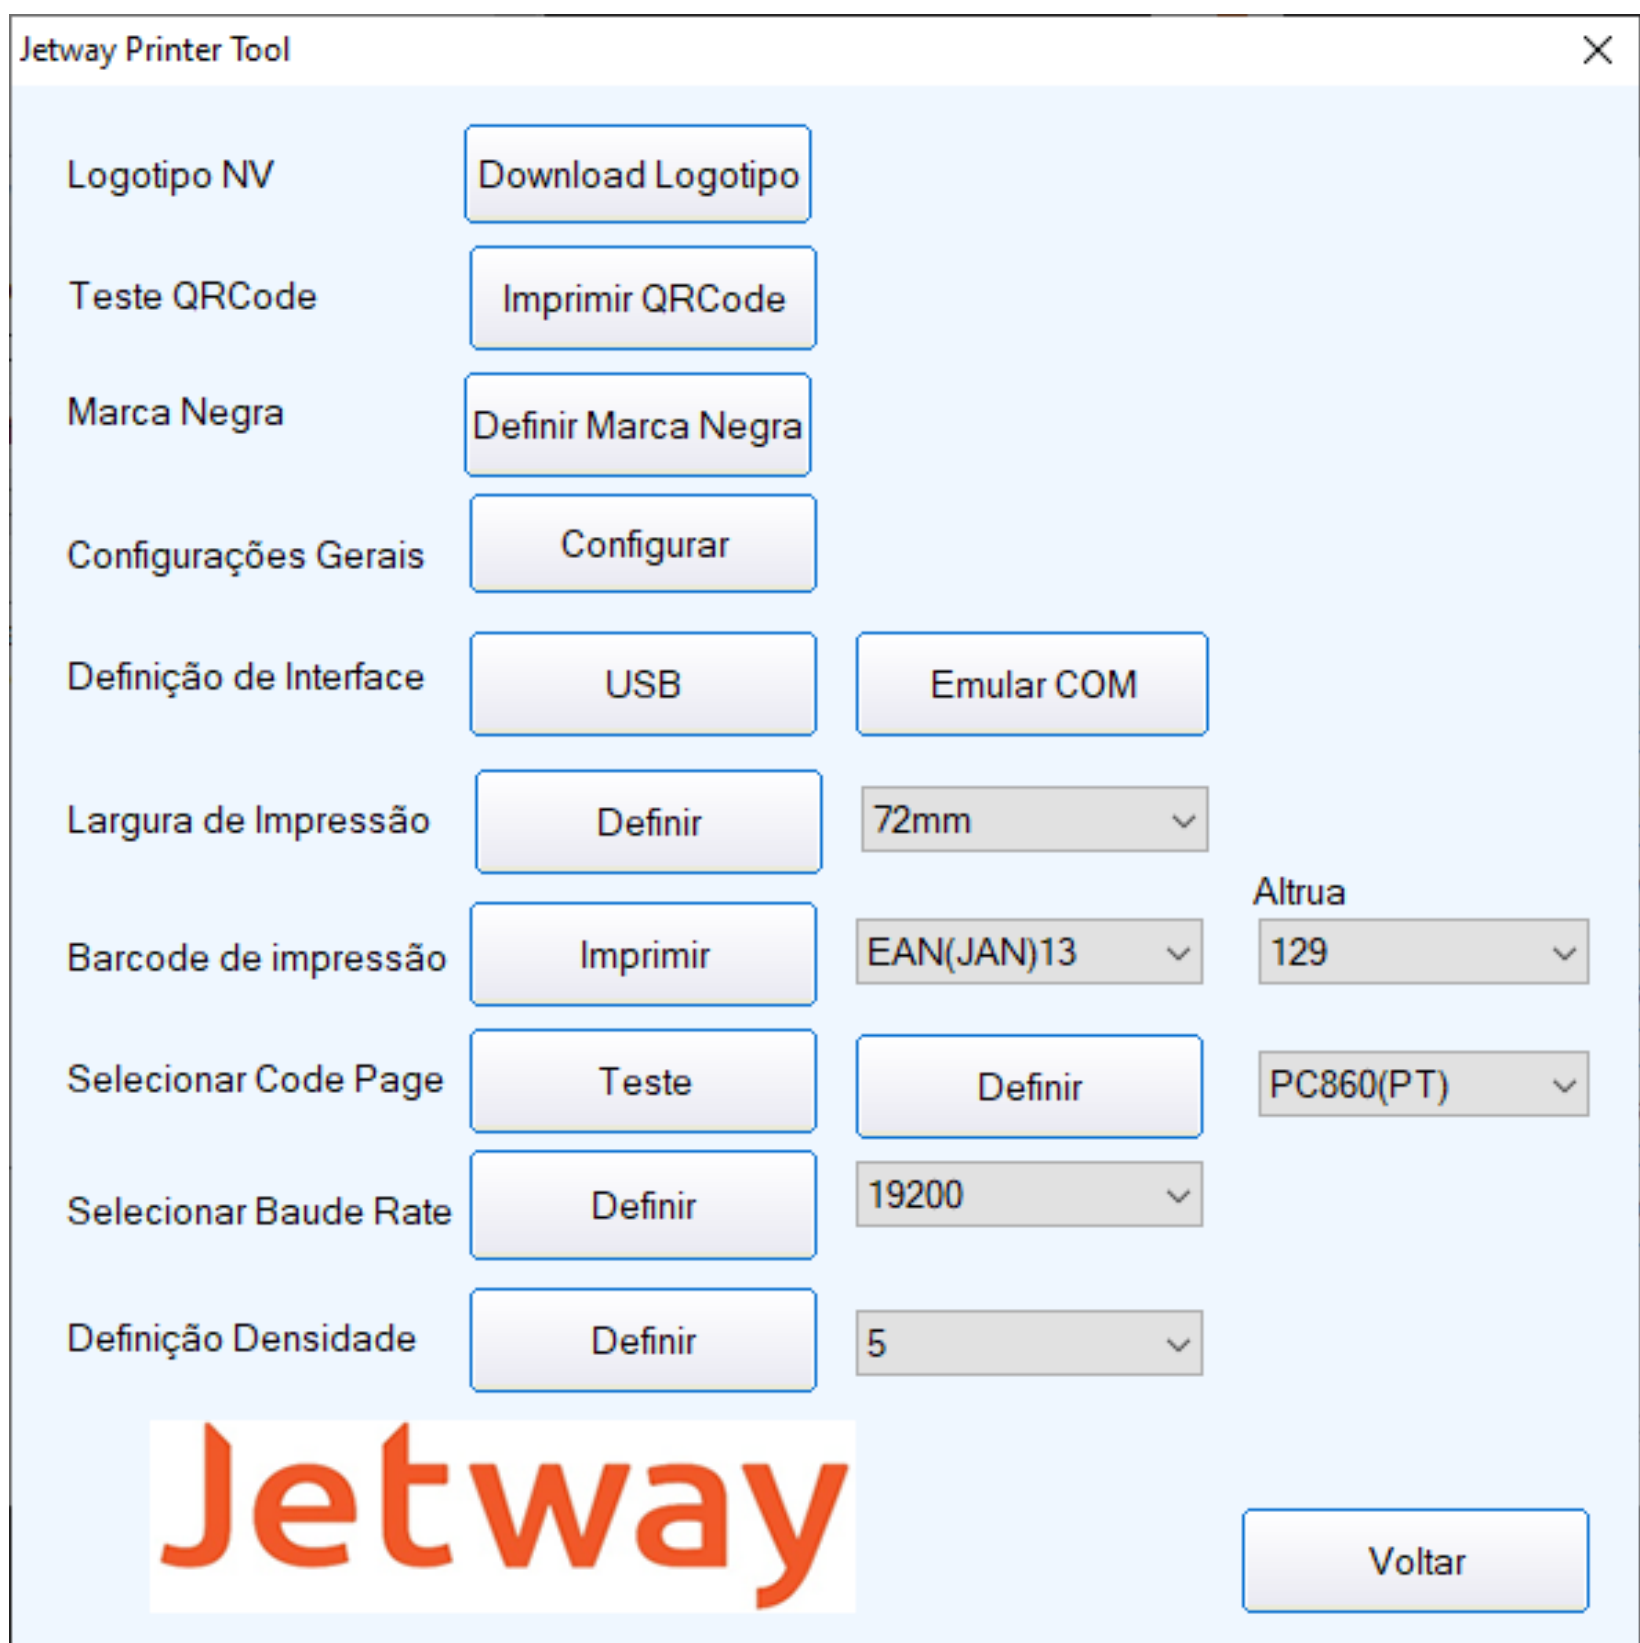 Jetway Printer Tool
Logotipo NV Download Logotipo
Teste QRCode Imprimir QRCode
Marca Negra Definir Marca Negra
Configurações Gerais Configurar
Definição de Interface USB Emular COM
Largura de Impressão Definir 72mm
Altrua
Barcode de impressão Imprimir EAN(JAN)13 129
Selecionar Code Page Teste Definir PC860(PT)
Selecionar Baude Rate Definir 19200
Definição Densidade Definir 5
Jetway
Voltar